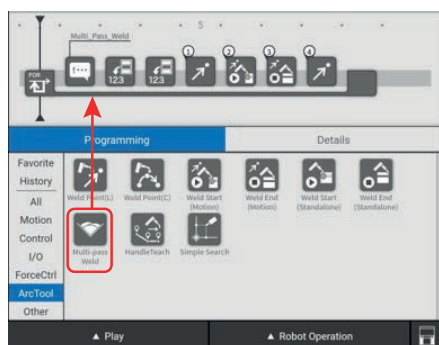 5
Multi_Pass_Weld
1 2 3 4
FOR
123 123
Programming Details
Favorite
History
All
Motion
Control
I/O
ForceCtrl
ArcTool
Other
Weld Point(L) Weld Point(C) Weld Start (Motion) Weld End (Motion) Weld Start (Standalone) Weld End (Standalone)
Multi-pass Weld HandleTeach Simple Search
▲ Play ▲ Robot Operation